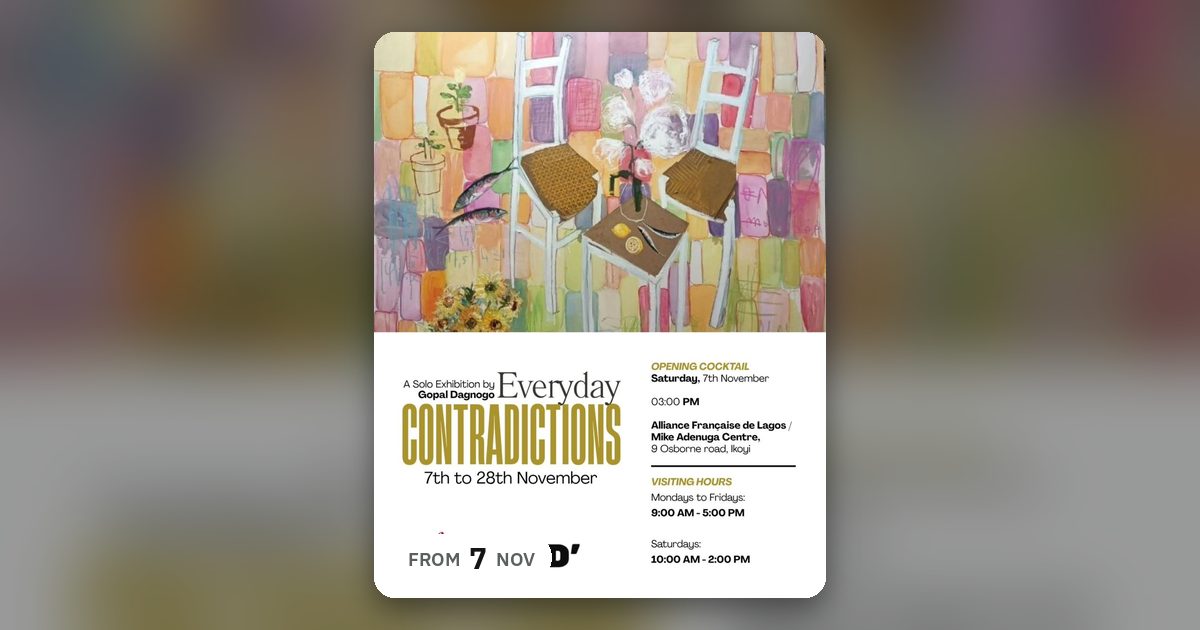 A Solo Exhibition by
Gopal Dagnogo
Everyday
CONTRADICTIONS
7th to 28th November
FROM 7 NOV D'
OPENING COCKTAIL
Saturday, 7th November
03:00 PM
Alliance Française de Lagos /
Mike Adenuga Centre,
9 Osborne road, Ikoyi
VISITING HOURS
Mondays to Fridays:
9:00 AM - 5:00 PM
Saturdays:
10:00 AM - 2:00 PM